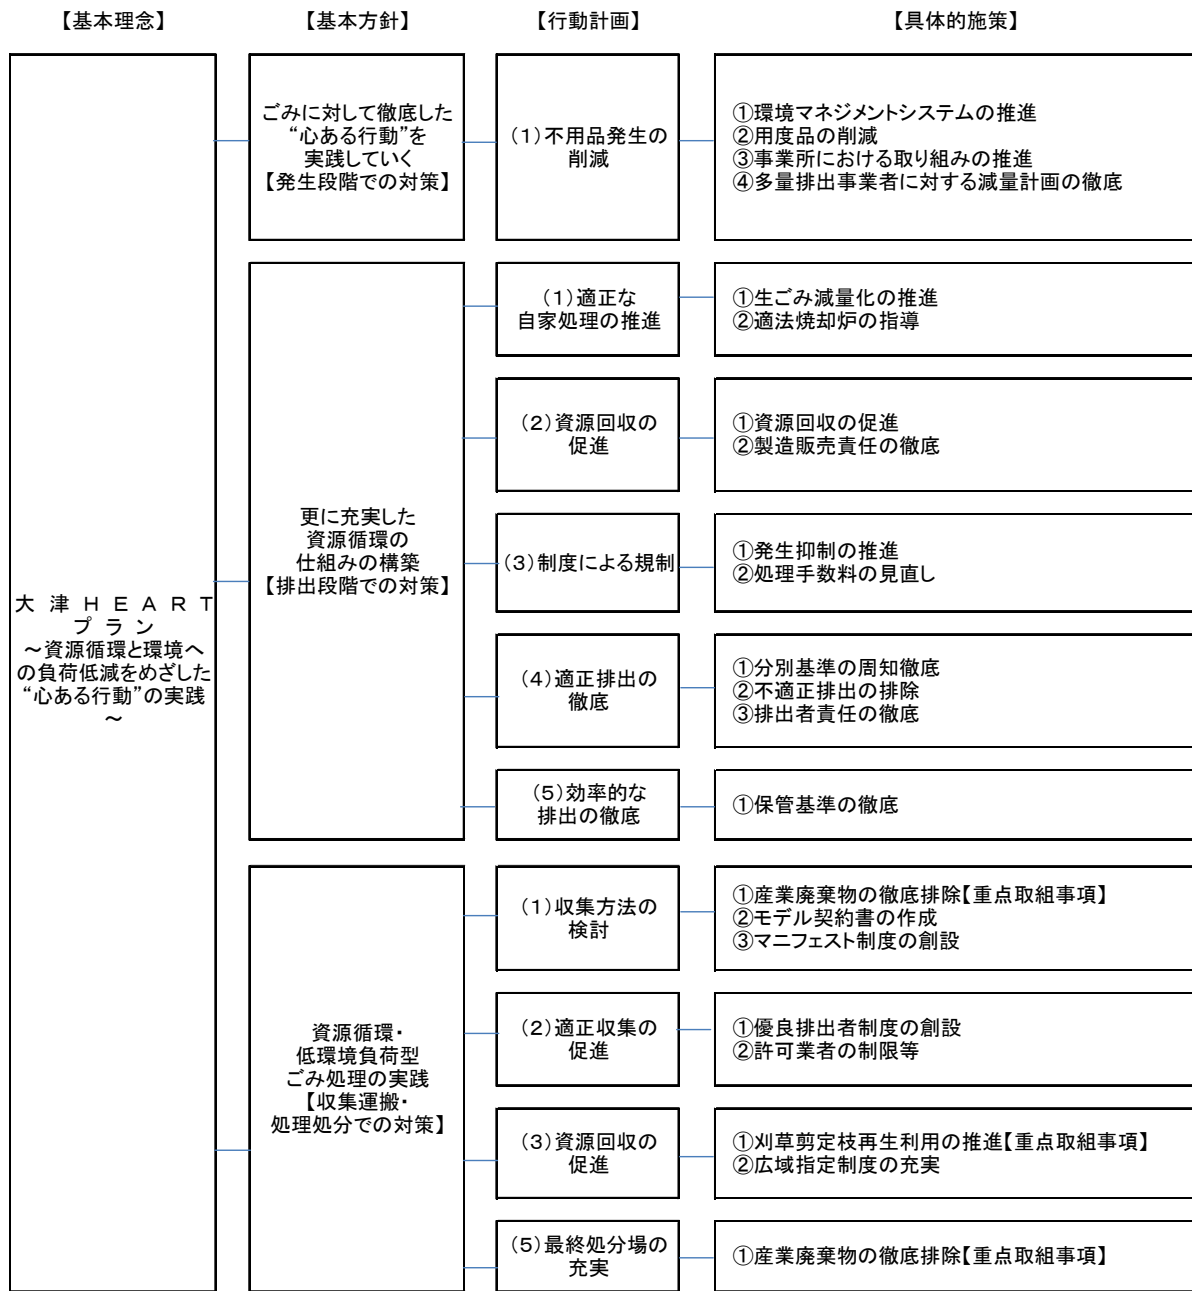 【基本理念】
【基本方針】
【行動計画】
【具体的施策】
大津HEART
プラン
～資源循環と環境へ
の負荷低減をめざした
“心ある行動”の実践
～
ごみに対して徹底した
“心ある行動”を
実践していく
【発生段階での対策】
（1）不用品発生の
削減
①環境マネジメントシステムの推進
②用度品の削減
③事業所における取り組みの推進
④多量排出事業者に対する減量計画の徹底
更に充実した
資源循環の
仕組みの構築
【排出段階での対策】
（1）適正な
自家処理の推進
①生ごみ減量化の推進
②適法焼却炉の指導
（2）資源回収の
促進
①資源回収の促進
②製造販売責任の徹底
（3）制度による規制
①発生抑制の推進
②処理手数料の見直し
（4）適正排出の
徹底
①分別基準の周知徹底
②不適正排出の排除
③排出者責任の徹底
（5）効率的な
排出の徹底
①保管基準の徹底
資源循環・
低環境負荷型
ごみ処理の実践
【収集運搬・
処理処分での対策】
（1）収集方法の
検討
①産業廃棄物の徹底排除【重点取組事項】
②モデル契約書の作成
③マニフェスト制度の創設
（2）適正収集の
促進
①優良排出者制度の創設
②許可業者の制限等
（3）資源回収の
促進
①刈草剪定枝再生利用の推進【重点取組事項】
②広域指定制度の充実
（5）最終処分場の
充実
①産業廃棄物の徹底排除【重点取組事項】